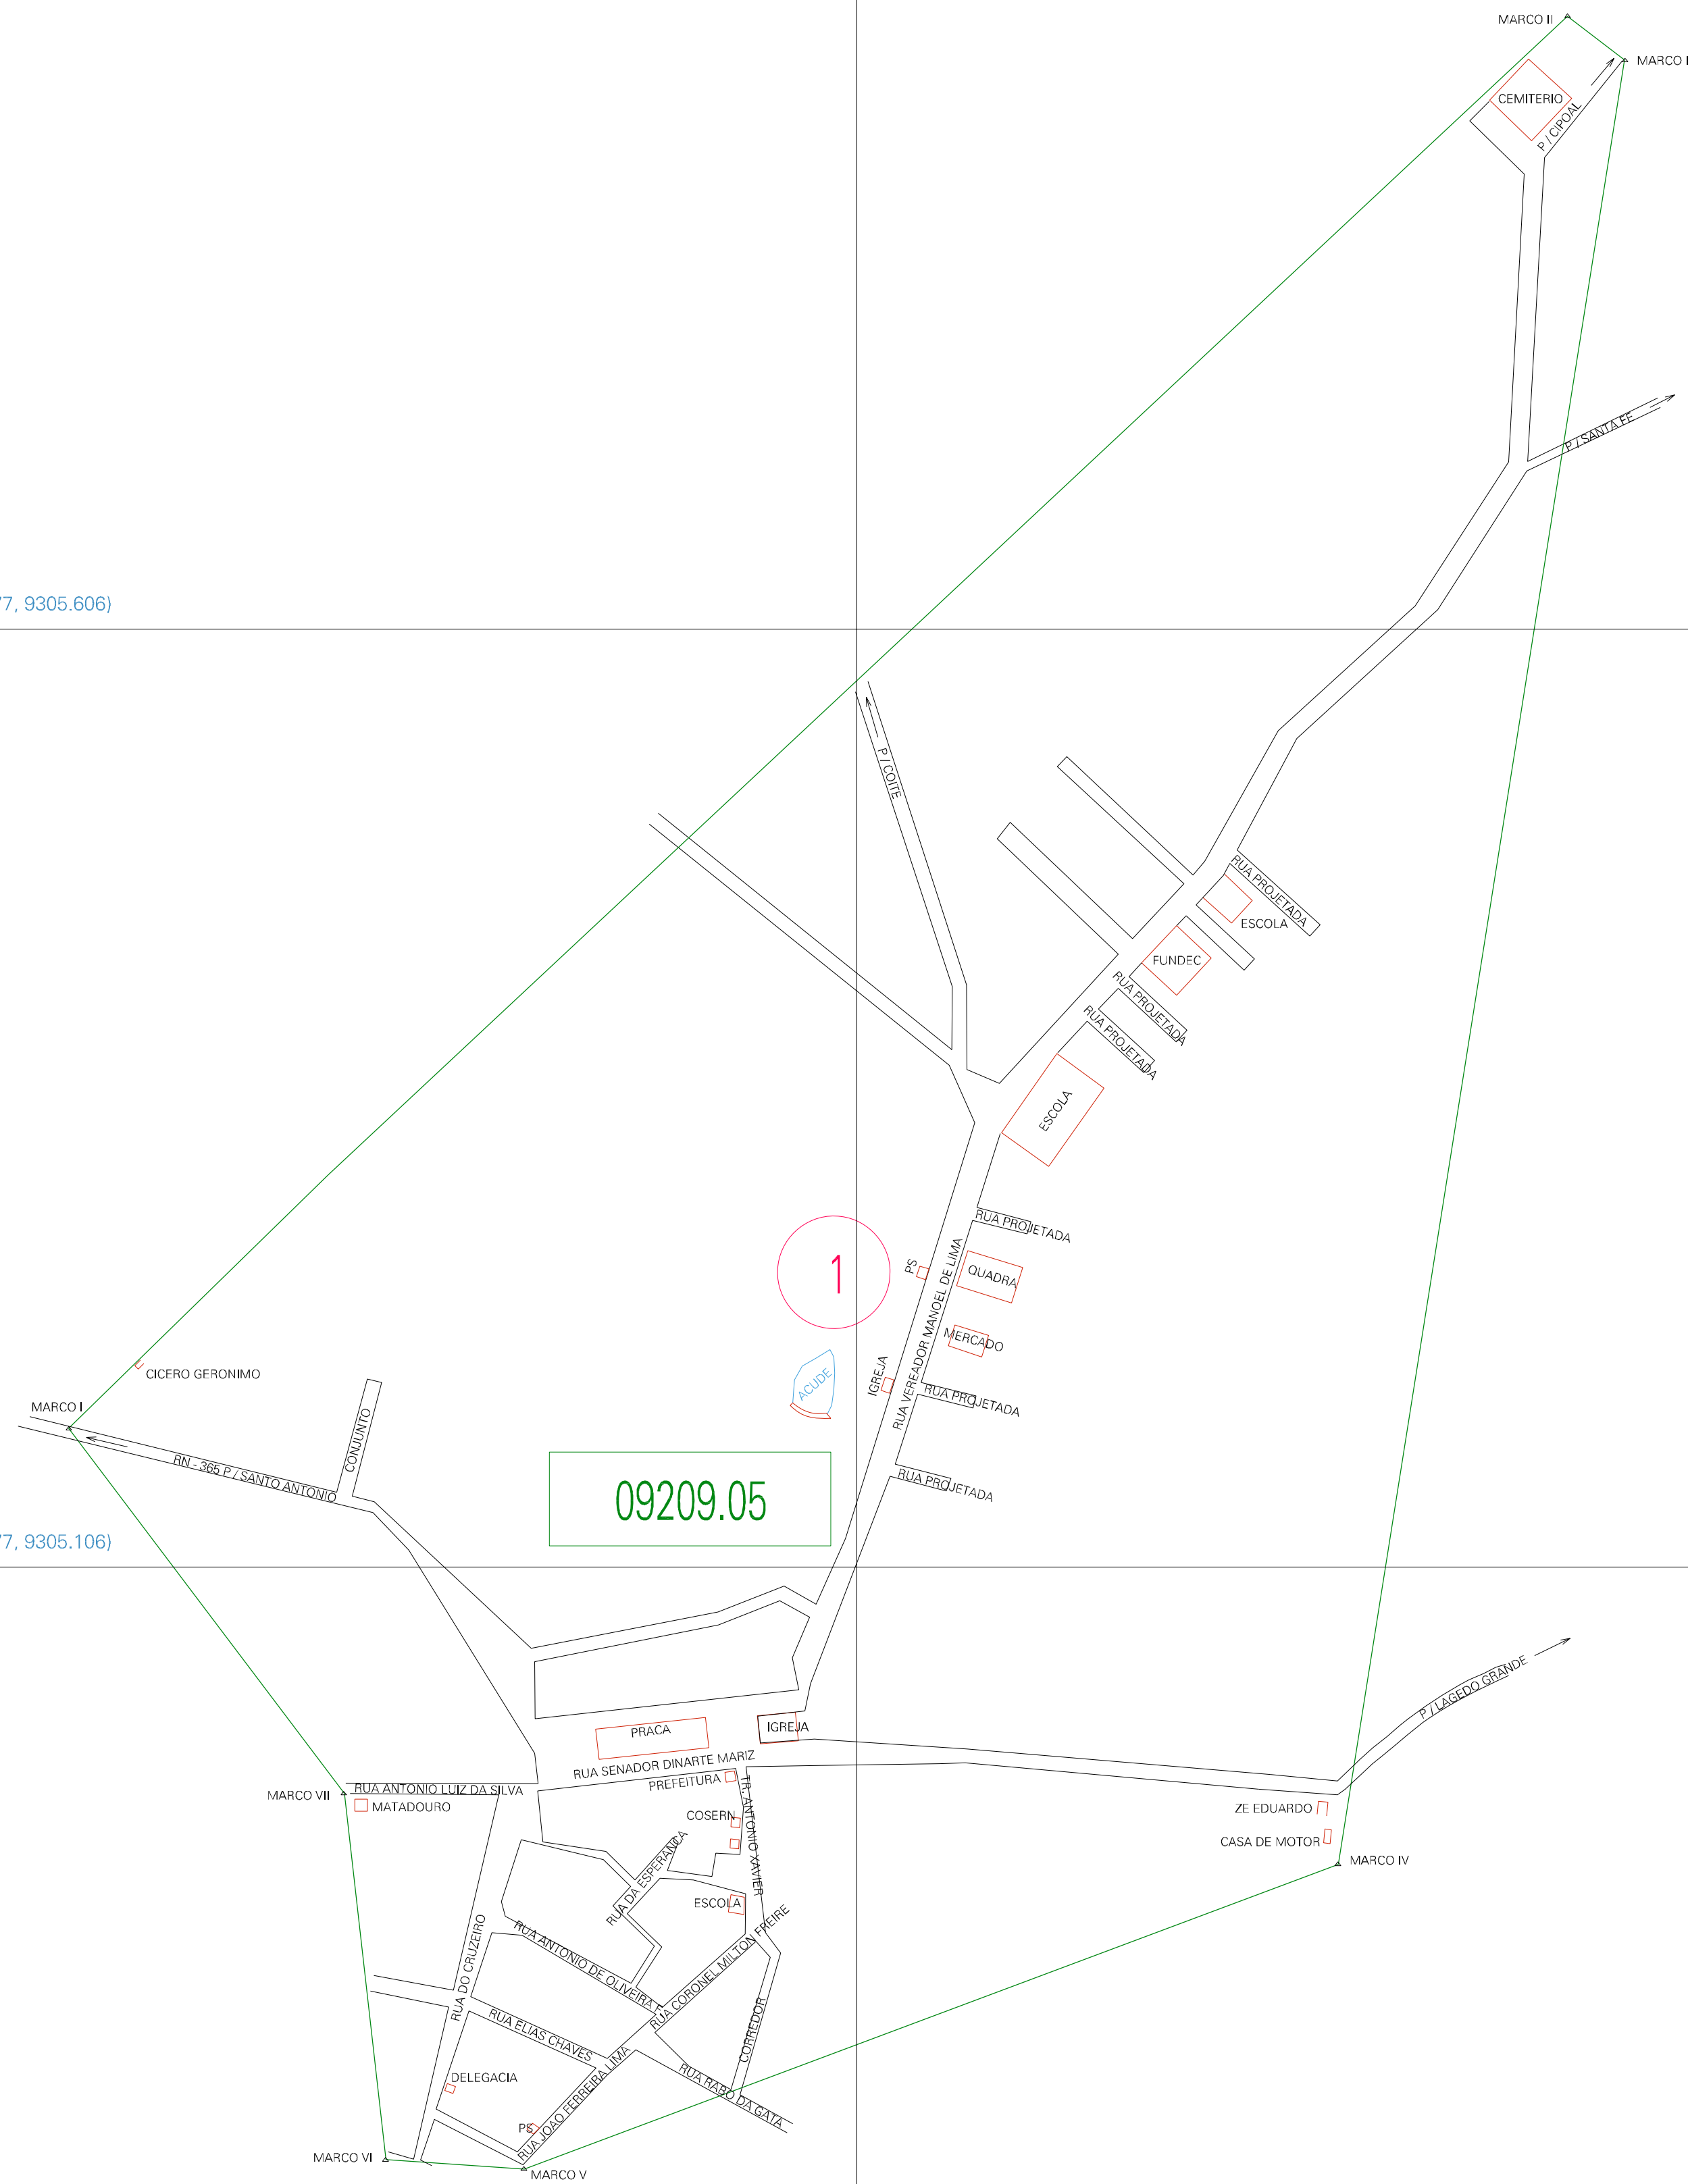 MARCO II
MARCO I
CEMITERIO
P / CIPOAL
P / SANTA FE
7, 9305.606)
P / COITE
RUA PROJETADA
ESCOLA
FUNDEC
RUA PROJETADA
RUA PROJETADA
ESCOLA
RUA PROJETADA
1
PS
QUADRA
RUA VEREADOR MANOEL DE LIMA
MERCADO
ACUDE
IGREJA
RUA PROJETADA
CICERO GERONIMO
MARCO I
CONJUNTO
RN - 365 P / SANTO ANTONIO
09209.05
RUA PROJETADA
7, 9305.106)
P / LAGEDO GRANDE
PRACA
IGREJA
RUA SENADOR DINARTE MARIZ
PREFEITURA
RUA ANTONIO LUIZ DA SILVA
MARCO VII
MATADOURO
COSERN
TR. ANTONIO XAVIER
ZE EDUARDO
CASA DE MOTOR
MARCO IV
RUA DA ESPERANCA
ESCOLA
RUA DO CRUZEIRO
RUA ANTONIO DE OLIVEIRA F
RUA CORONEL MILTON FREIRE
RUA ELIAS CHAVES
CORREDOR
RUA JOAO FERREIRA LIMA
RUA RABO DA GATA
DELEGACIA
PS
MARCO VI
MARCO V